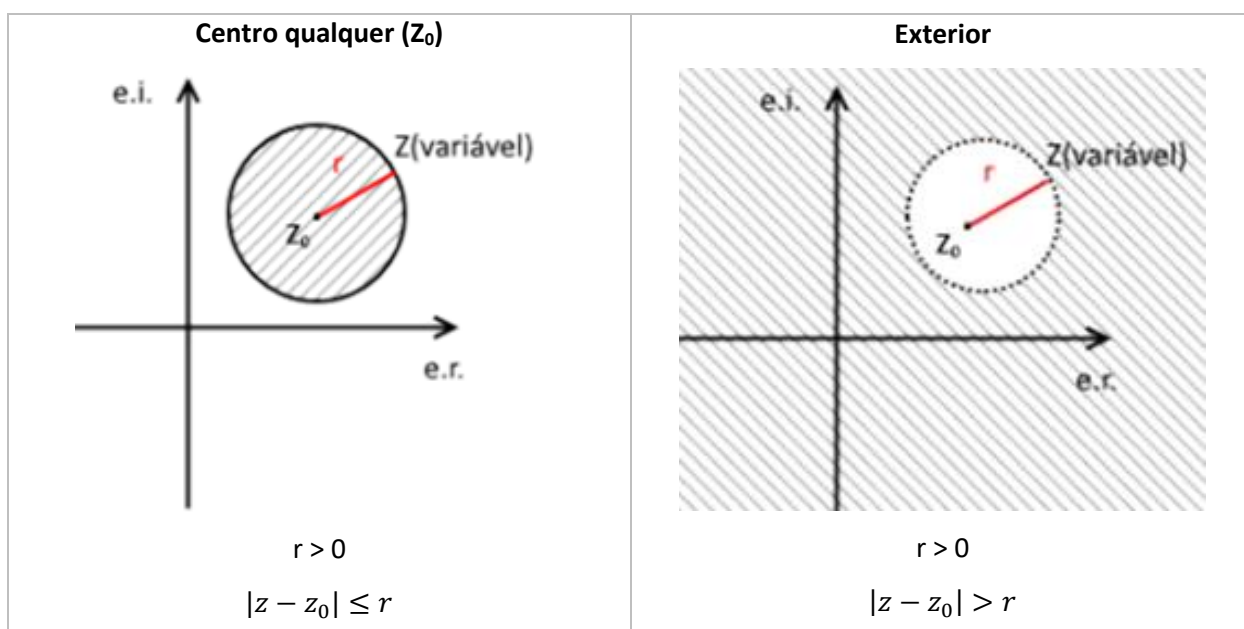 Centro qualquer (Z₀)
e.i.
Z(variável)
r
Z₀
e.r.
r > 0
|z − z₀| ≤ r
Exterior
e.i.
Z(variável)
r
Z₀
e.r.
r > 0
|z − z₀| > r